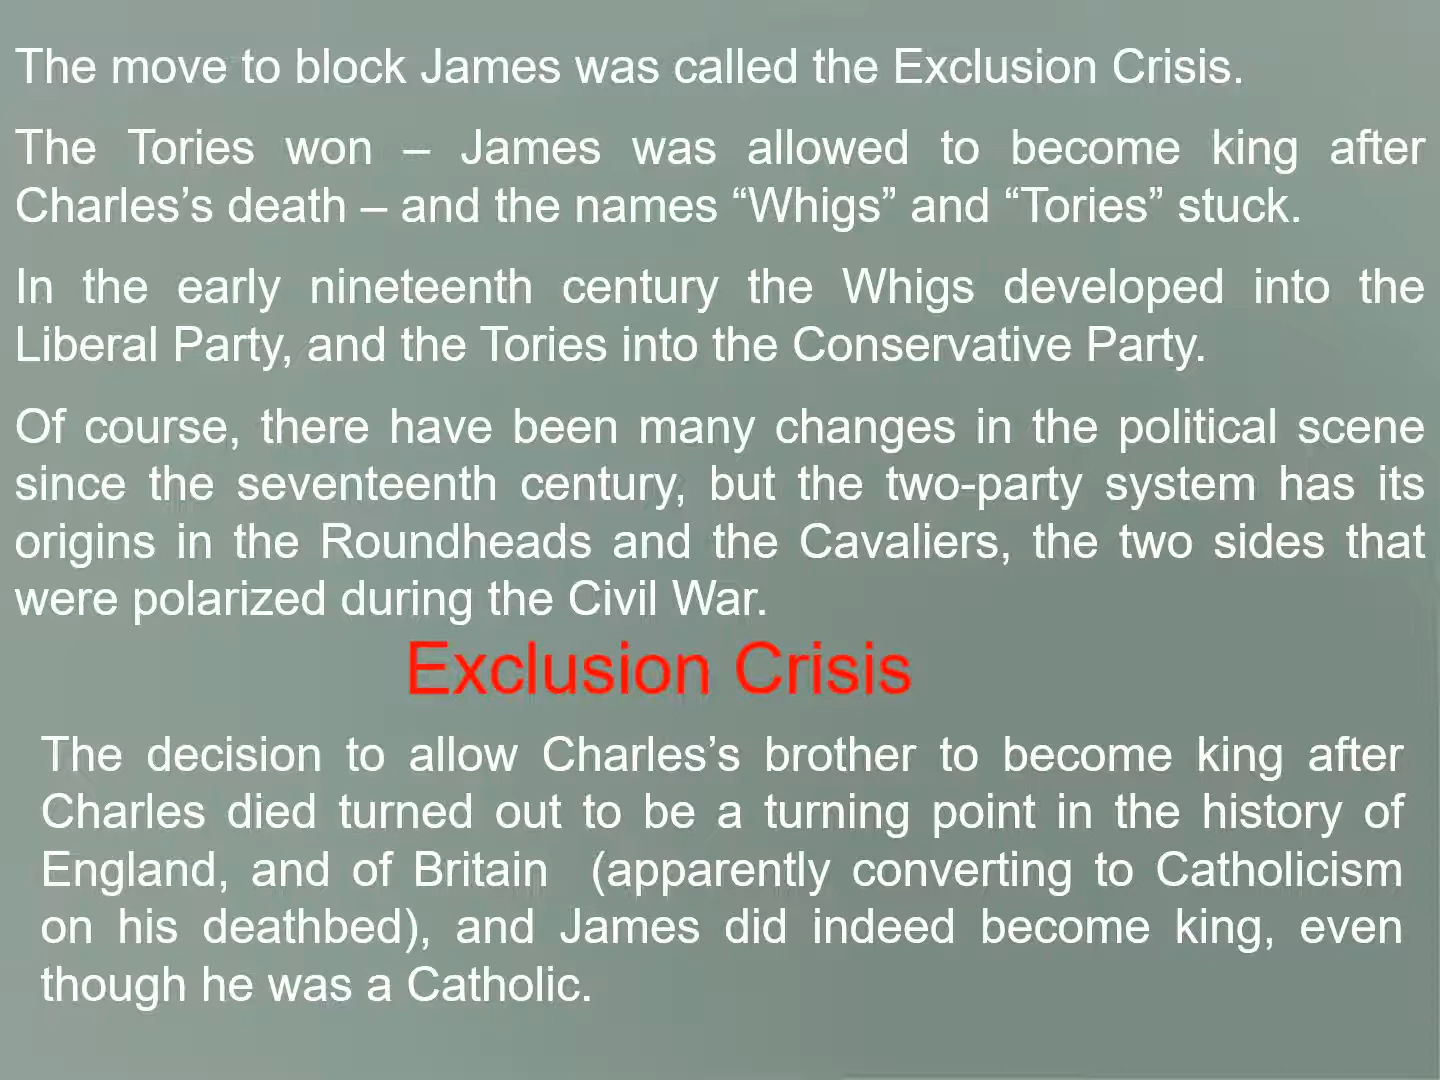 The move to block James was called the Exclusion Crisis.
The Tories won – James was allowed to become king after
Charles’s death – and the names “Whigs” and “Tories” stuck.
In the early nineteenth century the Whigs developed into the
Liberal Party, and the Tories into the Conservative Party.
Of course, there have been many changes in the political scene
since the seventeenth century, but the two-party system has its
origins in the Roundheads and the Cavaliers, the two sides that
were polarized during the Civil War.
Exclusion Crisis
The decision to allow Charles’s brother to become king after
Charles died turned out to be a turning point in the history of
England, and of Britain (apparently converting to Catholicism
on his deathbed), and James did indeed become king, even
though he was a Catholic.